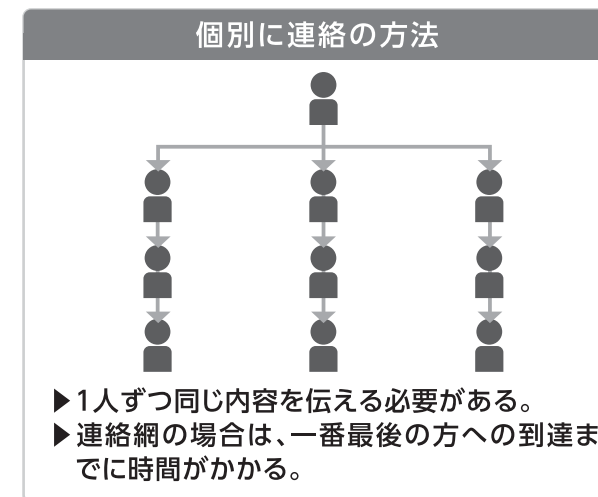 個別に連絡の方法
▶1人ずつ同じ内容を伝える必要がある。
▶連絡網の場合は、一番最後の方への到達ま
でに時間がかかる。